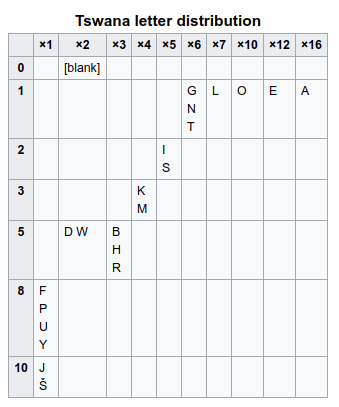 Tswana letter distribution
×1 ×2 ×3 ×4 ×5 ×6 ×7 ×10 ×12 ×16
0 [blank]
1 G L O E A
N
T
2 I
S
3 K
M
5 D W B
H
R
8 F
P
U
Y
10 J
Š